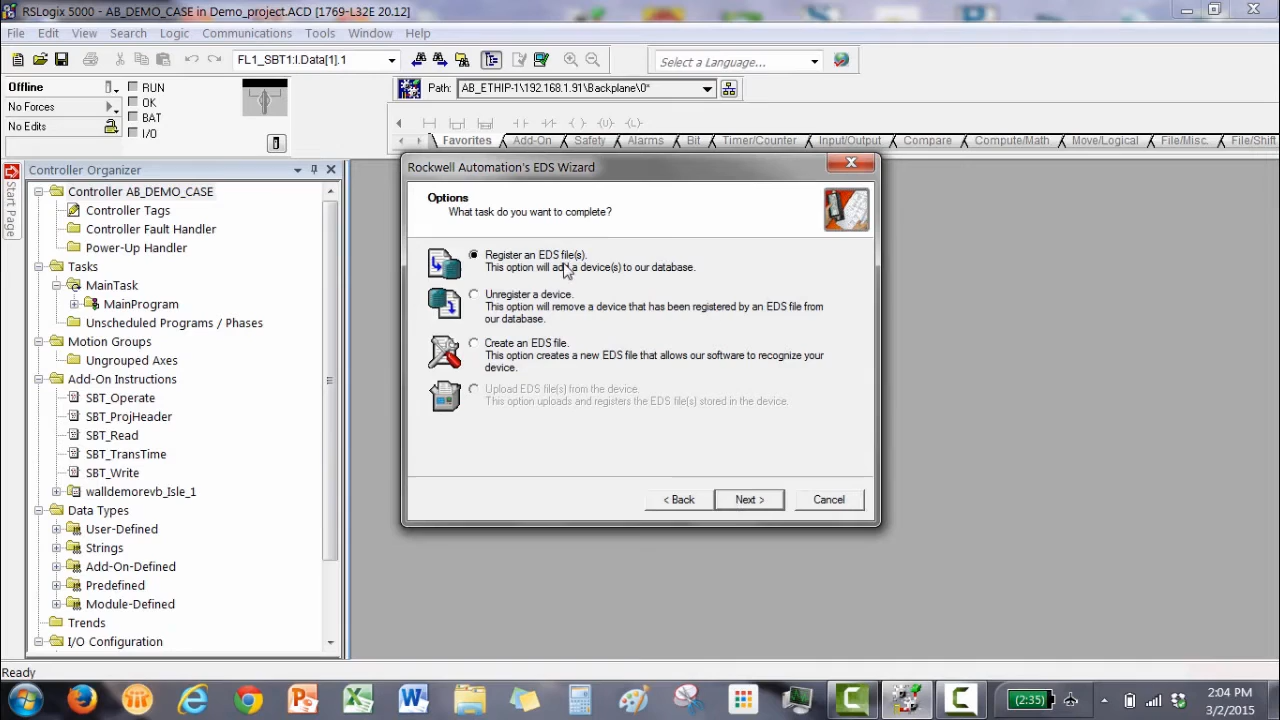 RSLogix 5000 - AB_DEMO_CASE in Demo_project.ACD [1769-L32E 20.12]
File Edit View Search Logic Communications Tools Window Help
FL1_SBT1:I.Data[1].1
Select a Language...
Offline
RUN
No Forces
OK
BAT
No Edits
I/O
Path: AB_ETHIP-1\192.168.1.91\Backplane\0*
Favorites Add-On Safety Alarms Bit Timer/Counter Input/Output Compare Compute/Math Move/Logical File/Misc. File/Shift
Start Page
Controller Organizer
Controller AB_DEMO_CASE
Controller Tags
Controller Fault Handler
Power-Up Handler
Tasks
MainTask
MainProgram
Unscheduled Programs / Phases
Motion Groups
Ungrouped Axes
Add-On Instructions
SBT_Operate
SBT_ProjHeader
SBT_Read
SBT_TransTime
SBT_Write
walldemorevb_Isle_1
Data Types
User-Defined
Strings
Add-On-Defined
Predefined
Module-Defined
Trends
I/O Configuration
Rockwell Automation's EDS Wizard
Options
What task do you want to complete?
Register an EDS file(s).
This option will add a device(s) to our database.
Unregister a device.
This option will remove a device that has been registered by an EDS file from
our database.
Create an EDS file.
This option creates a new EDS file that allows our software to recognize your
device.
Upload EDS file(s) from the device.
This option uploads and registers the EDS file(s) stored in the device.
< Back Next > Cancel
Ready
(2:35)
2:04 PM
3/2/2015